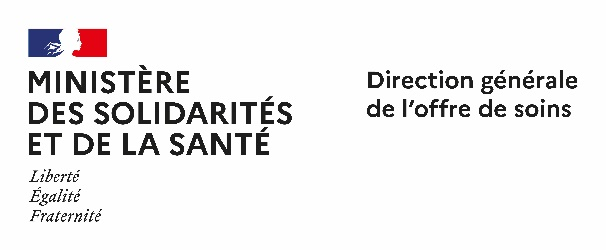 MINISTÈRE
DES SOLIDARITÉS
ET DE LA SANTÉ
Liberté
Égalité
Fraternité
Direction générale
de l'offre de soins